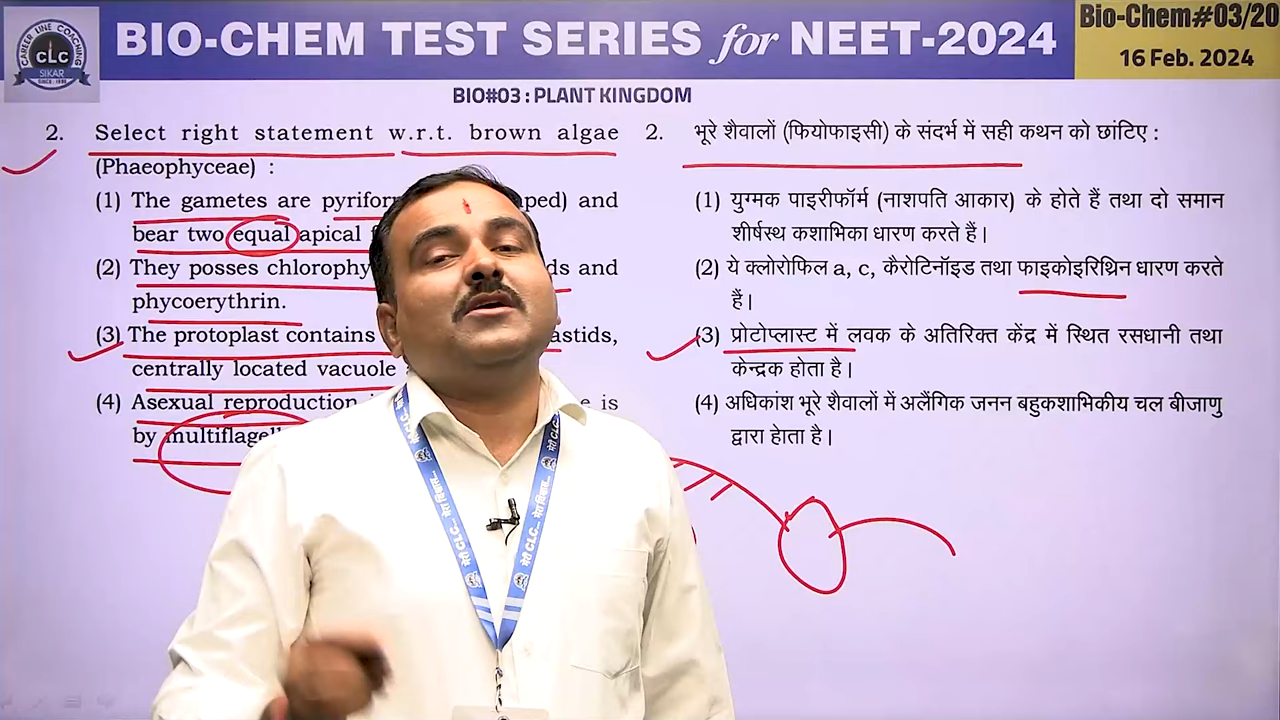 CAREER LINE COACHING
CLC
SIKAR
SINCE : 1996
BIO-CHEM TEST SERIES for NEET-2024
Bio-Chem#03/20
16 Feb. 2024
BIO#03 : PLANT KINGDOM
2. Select right statement w.r.t. brown algae
(Phaeophyceae) :
(1) The gametes are pyrifor ped) and
bear two equal apical
(2) They posses chlorophy ds and
phycoerythrin.
(3) The protoplast contains astids,
centrally located vacuole
(4) Asexual reproduction is
by multiflagell
2. भूरे शैवालों (फियोफाइसी) के संदर्भ में सही कथन को छांटिए :
(1) युग्मक पाइरीफॉर्म (नाशपति आकार) के होते हैं तथा दो समान
शीर्षस्थ कशाभिका धारण करते हैं।
(2) ये क्लोरोफिल a, c, कैरोटिनॉइड तथा फाइकोइरिथ्रिन धारण करते
हैं।
(3) प्रोटोप्लास्ट में लवक के अतिरिक्त केंद्र में स्थित रसधानी तथा
केन्द्रक होता है।
(4) अधिकांश भूरे शैवालों में अलैंगिक जनन बहुकशाभिकीय चल बीजाणु
द्वारा हेाता है।
मेरी CLC... मेरा विश्वास...